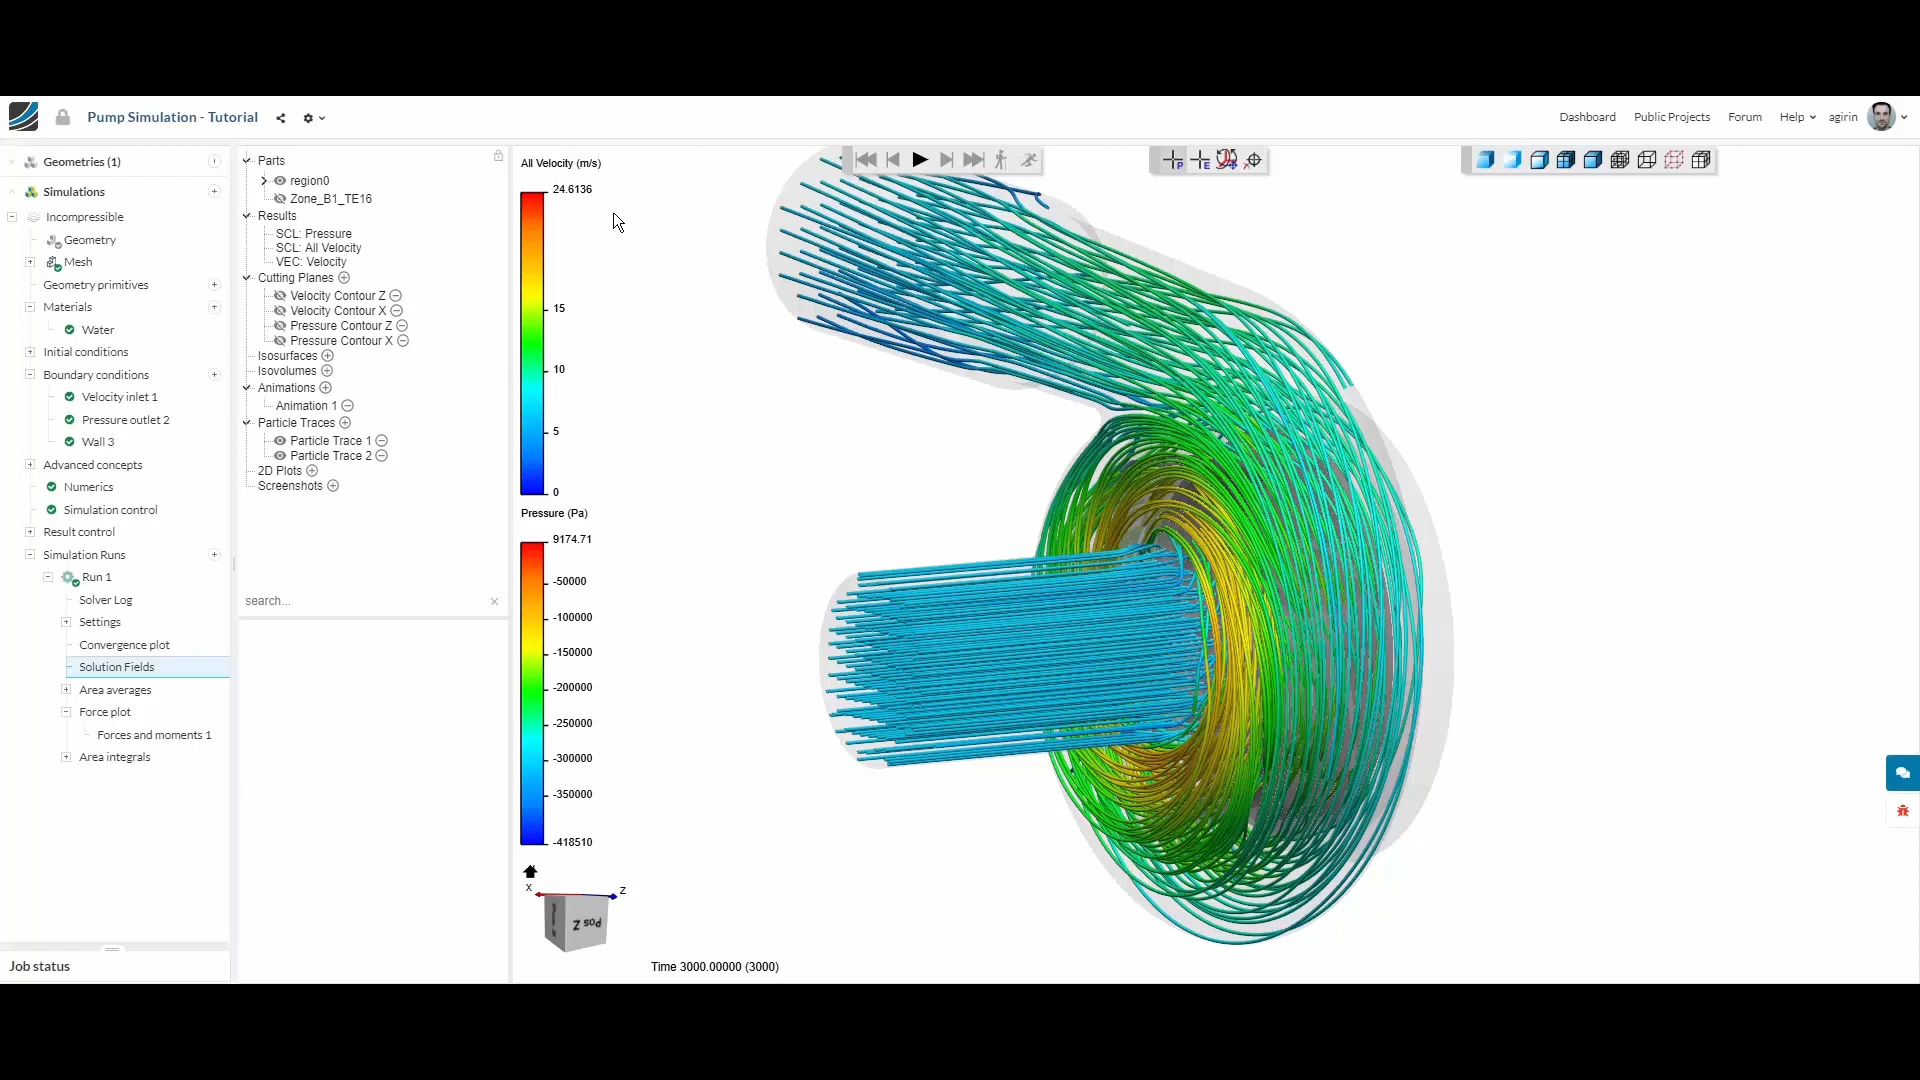 Pump Simulation - Tutorial
Dashboard
Public Projects
Forum
Help
agirin
Geometries (1)
Simulations
Incompressible
Geometry
Mesh
Geometry primitives
Materials
Water
Initial conditions
Boundary conditions
Velocity inlet 1
Pressure outlet 2
Wall 3
Advanced concepts
Numerics
Simulation control
Result control
Simulation Runs
Run 1
Solver Log
Settings
Convergence plot
Solution Fields
Area averages
Force plot
Forces and moments 1
Area integrals
Job status
Parts
region0
Zone_B1_TE16
Results
SCL: Pressure
SCL: All Velocity
VEC: Velocity
Cutting Planes
Velocity Contour Z
Velocity Contour X
Pressure Contour Z
Pressure Contour X
Isosurfaces
Isovolumes
Animations
Animation 1
Particle Traces
Particle Trace 1
Particle Trace 2
2D Plots
Screenshots
search...
All Velocity (m/s)
24.6136
15
10
5
0
Pressure (Pa)
9174.71
-50000
-100000
-150000
-200000
-250000
-300000
-350000
-418510
X
Z
Pos Z
Time 3000.00000 (3000)
P
E